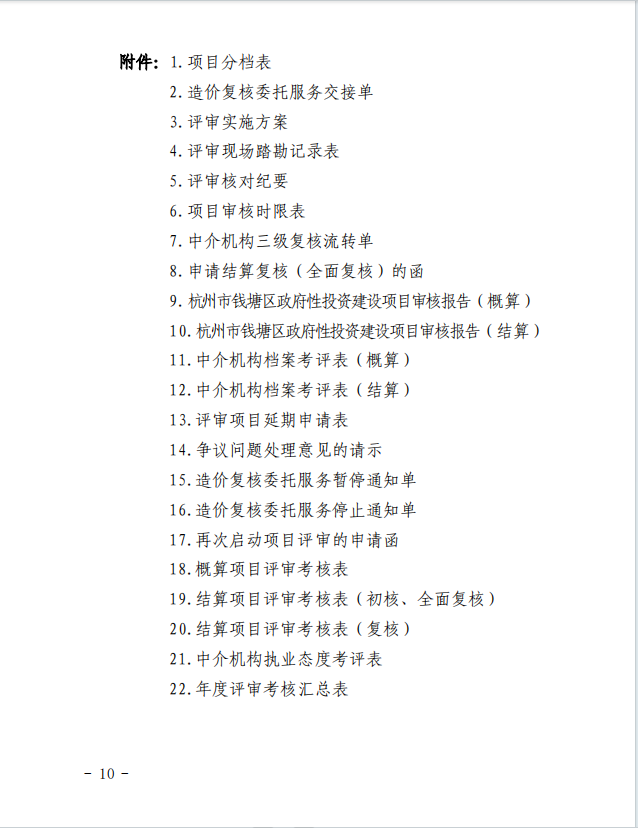 附件：1.项目分档表
2.造价复核委托服务交接单
3.评审实施方案
4.评审现场踏勘记录表
5.评审核对纪要
6.项目审核时限表
7.中介机构三级复核流转单
8.申请结算复核（全面复核）的函
9.杭州市钱塘区政府性投资建设项目审核报告（概算）
10.杭州市钱塘区政府性投资建设项目审核报告（结算）
11.中介机构档案考评表（概算）
12.中介机构档案考评表（结算）
13.评审项目延期申请表
14.争议问题处理意见的请示
15.造价复核委托服务暂停通知单
16.造价复核委托服务停止通知单
17.再次启动项目评审的申请函
18.概算项目评审考核表
19.结算项目评审考核表（初核、全面复核）
20.结算项目评审考核表（复核）
21.中介机构执业态度考评表
22.年度评审考核汇总表
- 10 -